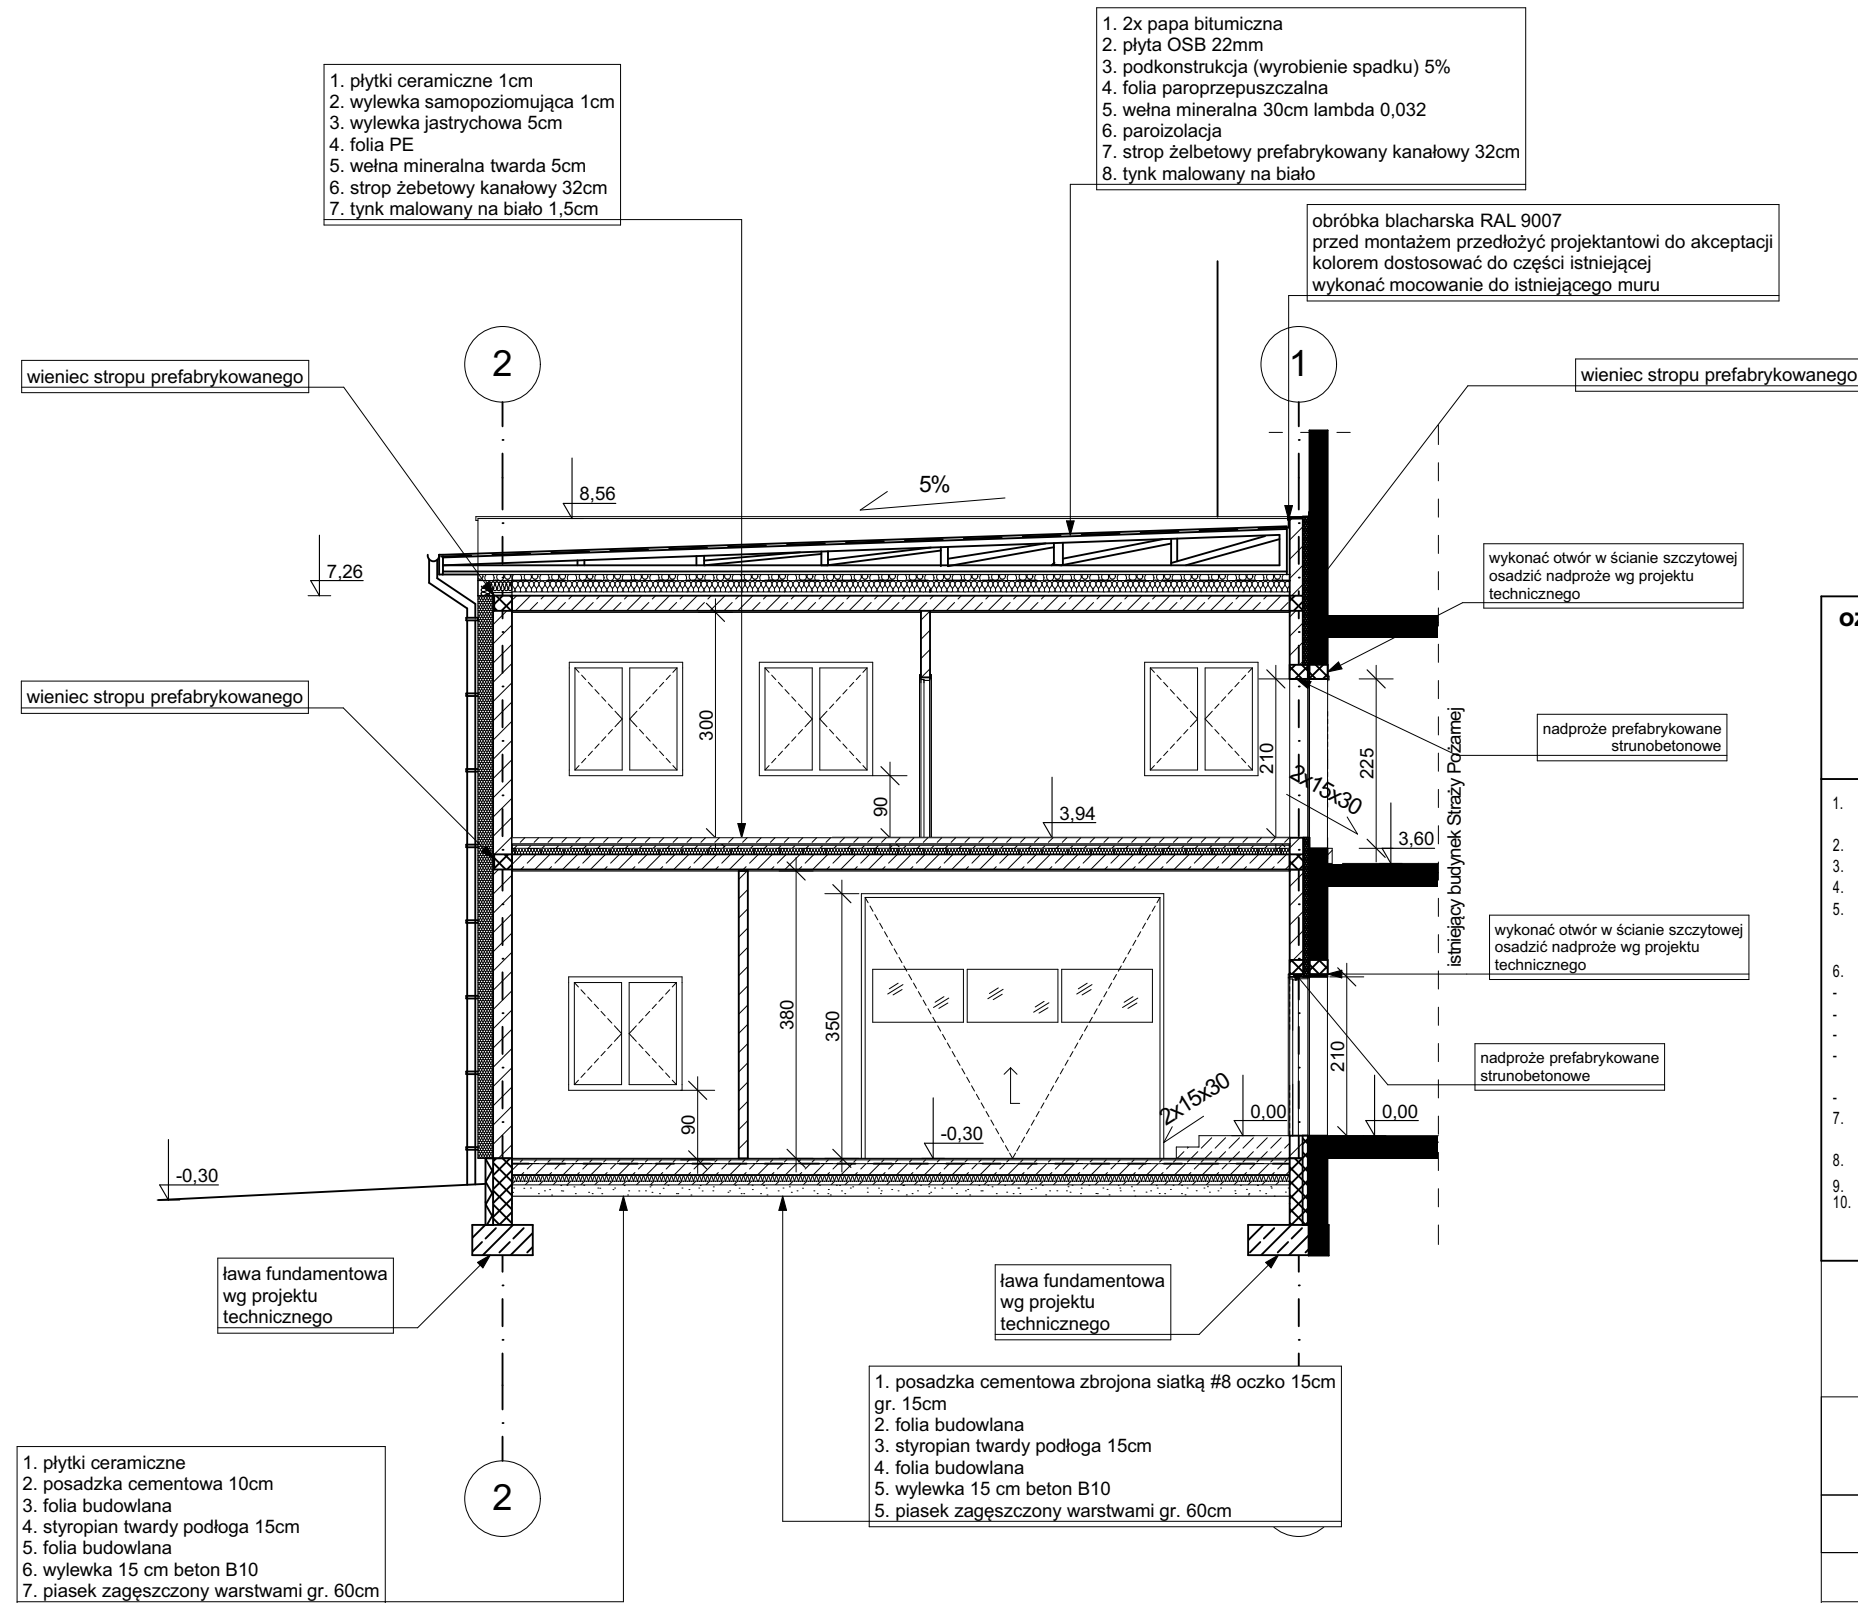 1. 2x papa bitumiczna
2. płyta OSB 22mm
3. podkonstrukcja (wyrobienie spadku) 5%
4. folia paroprzepuszczalna
5. wełna mineralna 30cm lambda 0,032
6. paroizolacja
7. strop żelbetowy prefabrykowany kanałowy 32cm
8. tynk malowany na biało
1. płytki ceramiczne 1cm
2. wylewka samopoziomująca 1cm
3. wylewka jastrychowa 5cm
4. folia PE
5. wełna mineralna twarda 5cm
6. strop żebetowy kanałowy 32cm
7. tynk malowany na biało 1,5cm
obróbka blacharska RAL 9007
przed montażem przedłożyć projektantowi do akceptacji
kolorem dostosować do części istniejącej
wykonać mocowanie do istniejącego muru
2
1
wieniec stropu prefabrykowanego
wieniec stropu prefabrykowanego
8,56
5%
7,26
wykonać otwór w ścianie szczytowej
osadzić nadproże wg projektu
technicznego
wieniec stropu prefabrykowanego
300
90
210
2x15x30
225
3,94
3,60
nadproże prefabrykowane
strunobetonowe
istniejący budynek Straży Pożarnej
wykonać otwór w ścianie szczytowej
osadzić nadproże wg projektu
technicznego
90
380
350
210
nadproże prefabrykowane
strunobetonowe
2x15x30
0,00
0,00
-0,30
-0,30
ława fundamentowa
wg projektu
technicznego
ława fundamentowa
wg projektu
technicznego
1. posadzka cementowa zbrojona siatką #8 oczko 15cm
gr. 15cm
2. folia budowlana
3. styropian twardy podłoga 15cm
4. folia budowlana
5. wylewka 15 cm beton B10
5. piasek zagęszczony warstwami gr. 60cm
1. płytki ceramiczne
2. posadzka cementowa 10cm
3. folia budowlana
4. styropian twardy podłoga 15cm
5. folia budowlana
6. wylewka 15 cm beton B10
7. piasek zagęszczony warstwami gr. 60cm
2
1.
2.
3.
4.
5.
6.
-
-
-
-
-
7.
8.
9.
10.